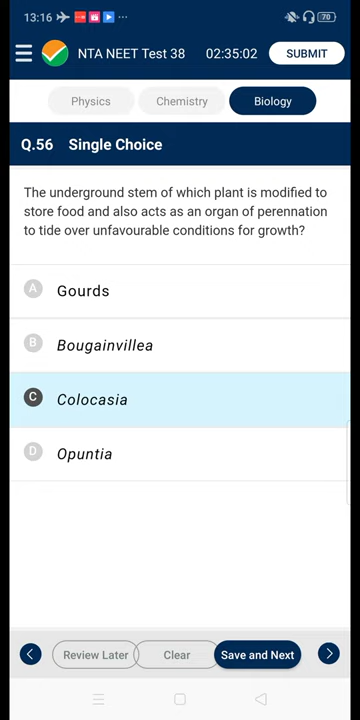 13:16
70
NTA NEET Test 38 02:35:02 SUBMIT
Physics Chemistry Biology
Q.56 Single Choice
The underground stem of which plant is modified to
store food and also acts as an organ of perennation
to tide over unfavourable conditions for growth?
A Gourds
B Bougainvillea
C Colocasia
D Opuntia
Review Later Clear Save and Next